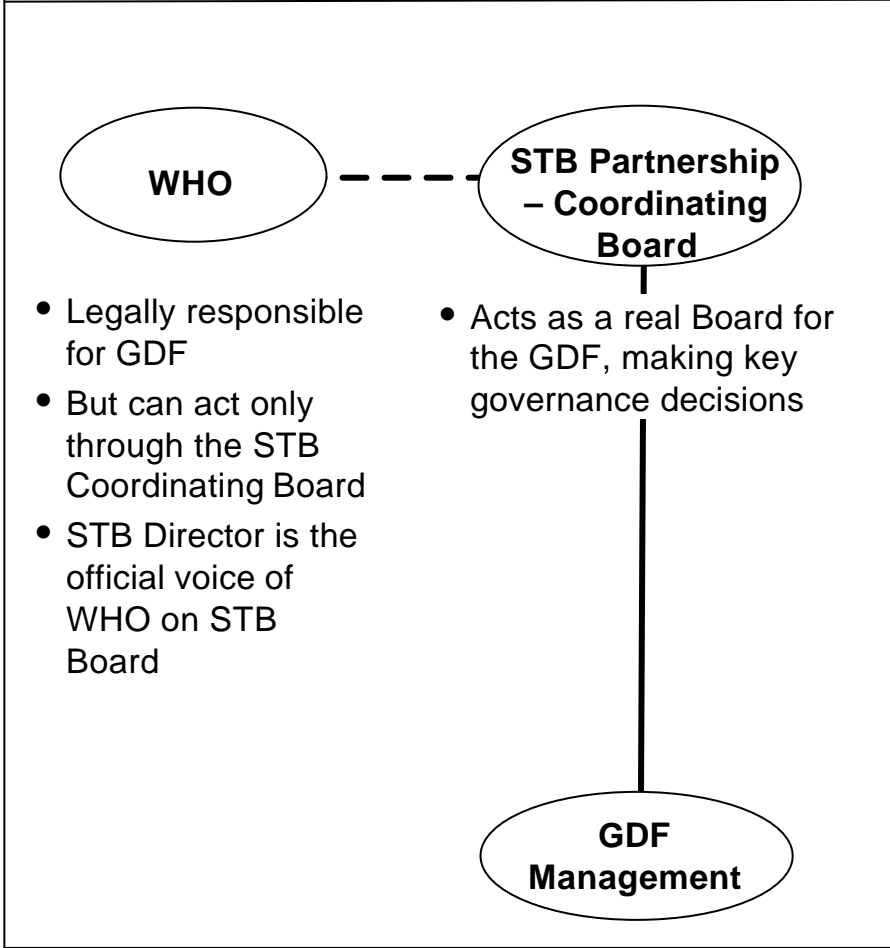 WHO
STB Partnership
– Coordinating
Board
• Legally responsible
for GDF
• But can act only
through the STB
Coordinating Board
• STB Director is the
official voice of
WHO on STB
Board
• Acts as a real Board for
the GDF, making key
governance decisions
GDF
Management